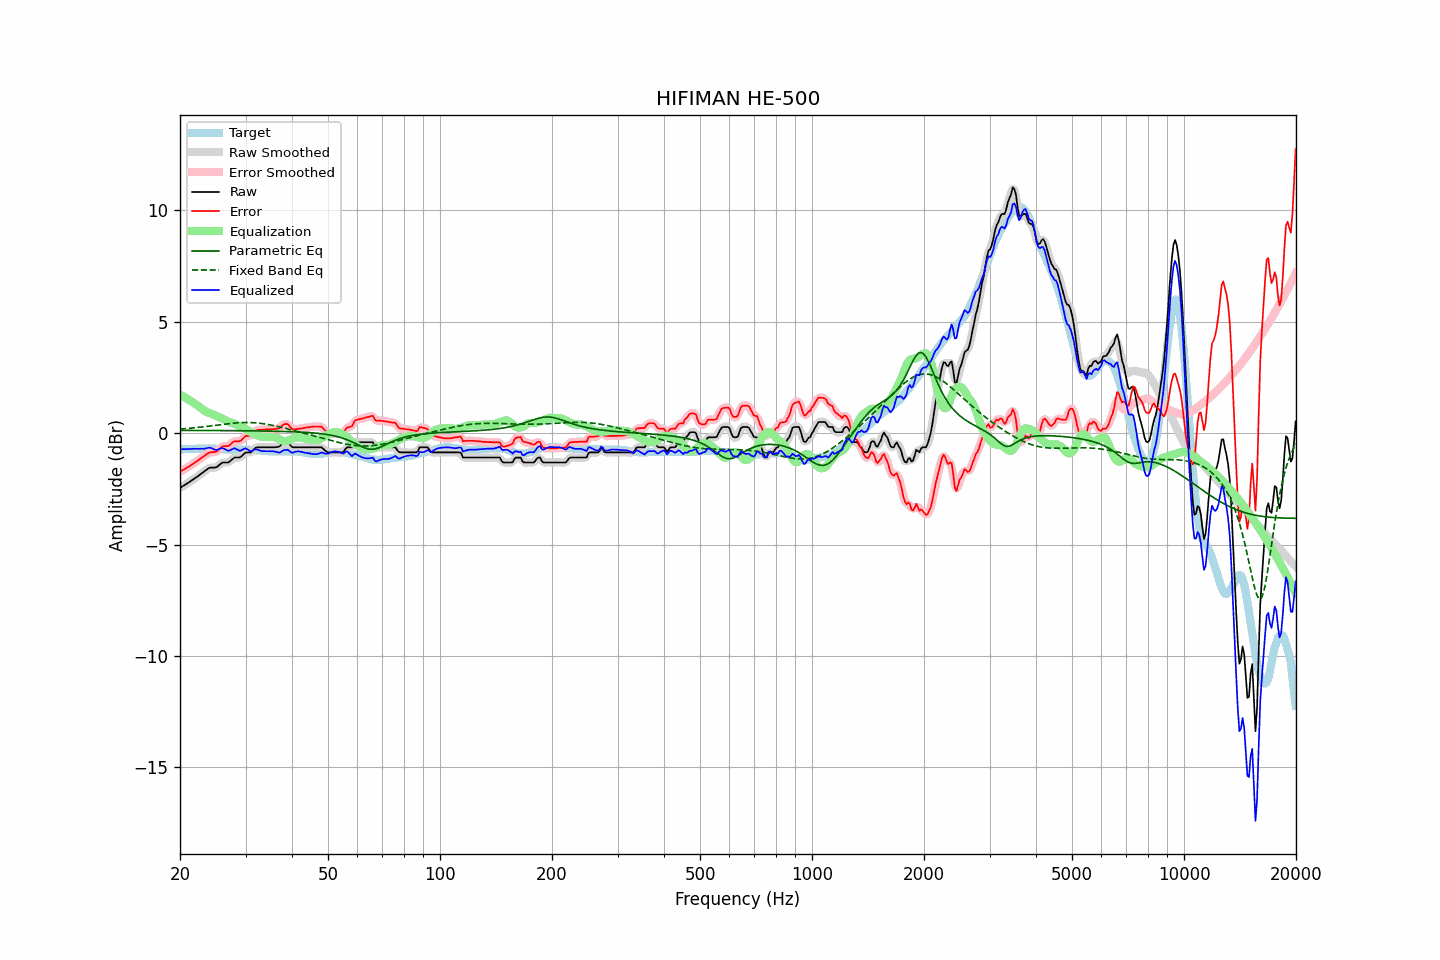 HIFIMAN HE-500
Target
Raw Smoothed
Error Smoothed
Raw
Error
Equalization
Parametric Eq
Fixed Band Eq
Equalized
10
5
0
−5
−10
−15
Amplitude (dBr)
20
50
100
200
500
1000
2000
5000
10000
20000
Frequency (Hz)